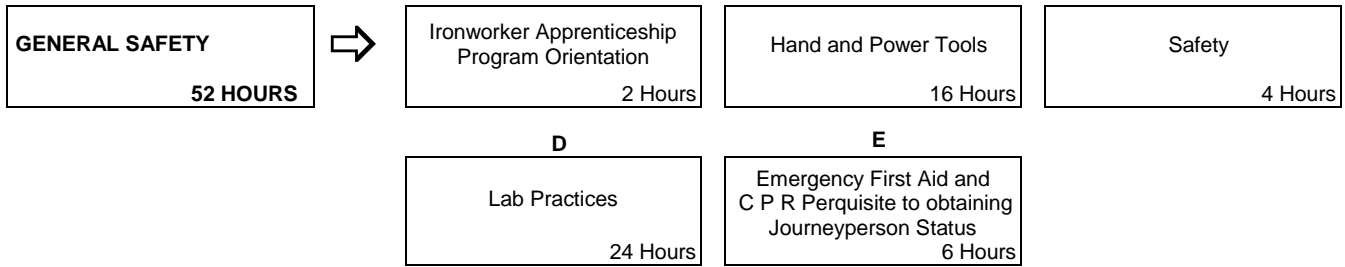 GENERAL SAFETY
52 HOURS
Ironworker Apprenticeship
Program Orientation
2 Hours
Hand and Power Tools
16 Hours
Safety
4 Hours
D
Lab Practices
24 Hours
E
Emergency First Aid and
C P R Perquisite to obtaining
Journeyperson Status
6 Hours